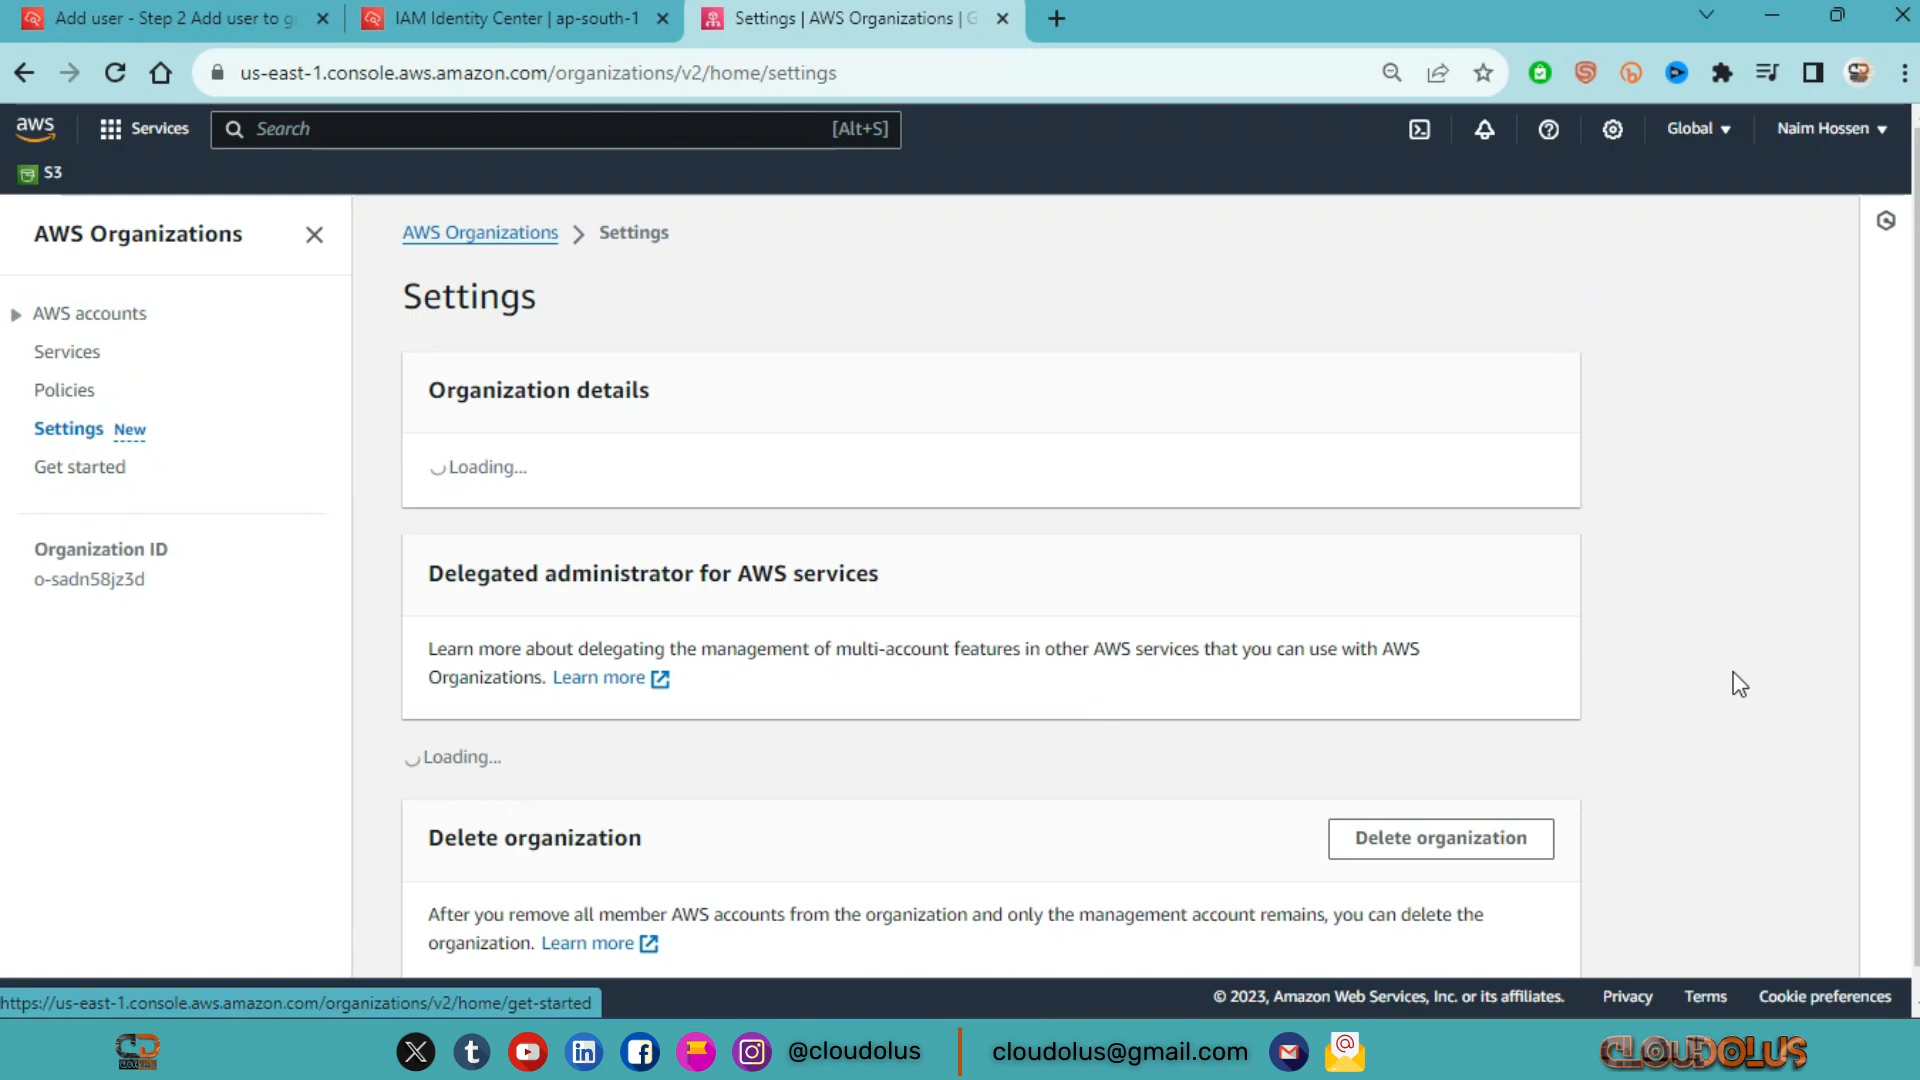 Add user - Step 2 Add user to gr
IAM Identity Center | ap-south-1
Settings | AWS Organizations | G
us-east-1.console.aws.amazon.com/organizations/v2/home/settings
aws
Services
Search
[Alt+S]
Global
Naim Hossen
S3
AWS Organizations
AWS accounts
Services
Policies
Settings New
Get started
Organization ID
o-sadn58jz3d
AWS Organizations > Settings
Settings
Organization details
Loading...
Delegated administrator for AWS services
Learn more about delegating the management of multi-account features in other AWS services that you can use with AWS
Organizations. Learn more
Loading...
Delete organization
Delete organization
After you remove all member AWS accounts from the organization and only the management account remains, you can delete the
organization. Learn more
https://us-east-1.console.aws.amazon.com/organizations/v2/home/get-started
© 2023, Amazon Web Services, Inc. or its affiliates.
Privacy
Terms
Cookie preferences
@cloudolus
cloudolus@gmail.com
CLOUDOLUS